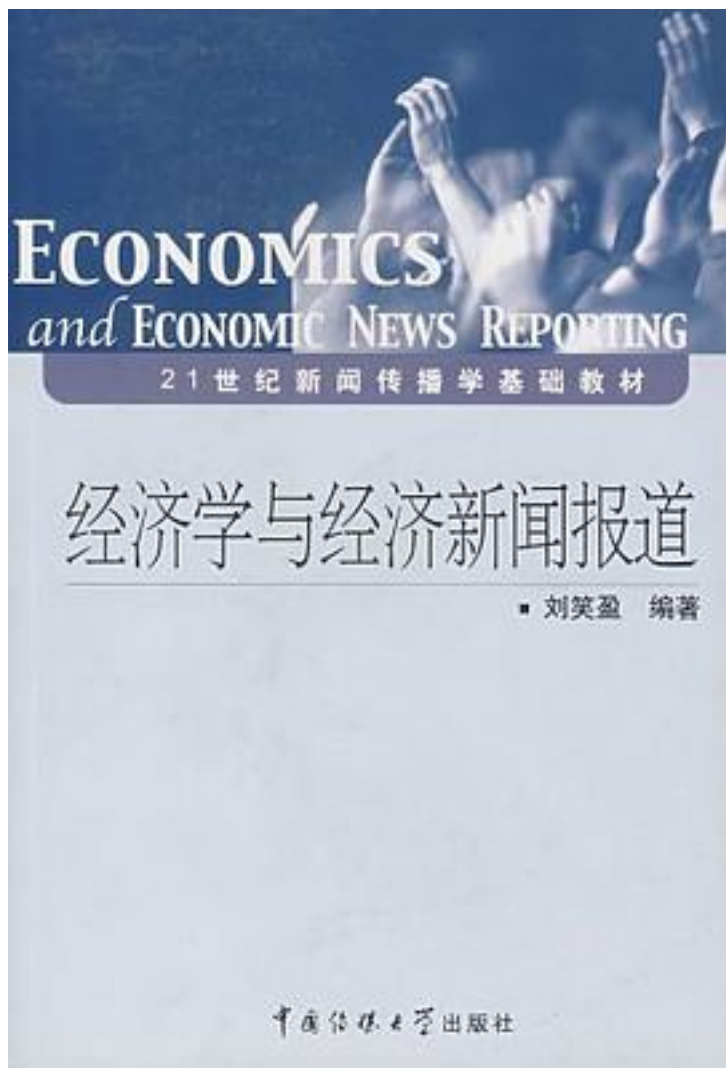 ECONOMICS
and ECONOMIC NEWS REPORTING
21世纪新闻传播学基础教材
经济学与经济新闻报道
▪ 刘笑盈 编著
中国传媒大学出版社